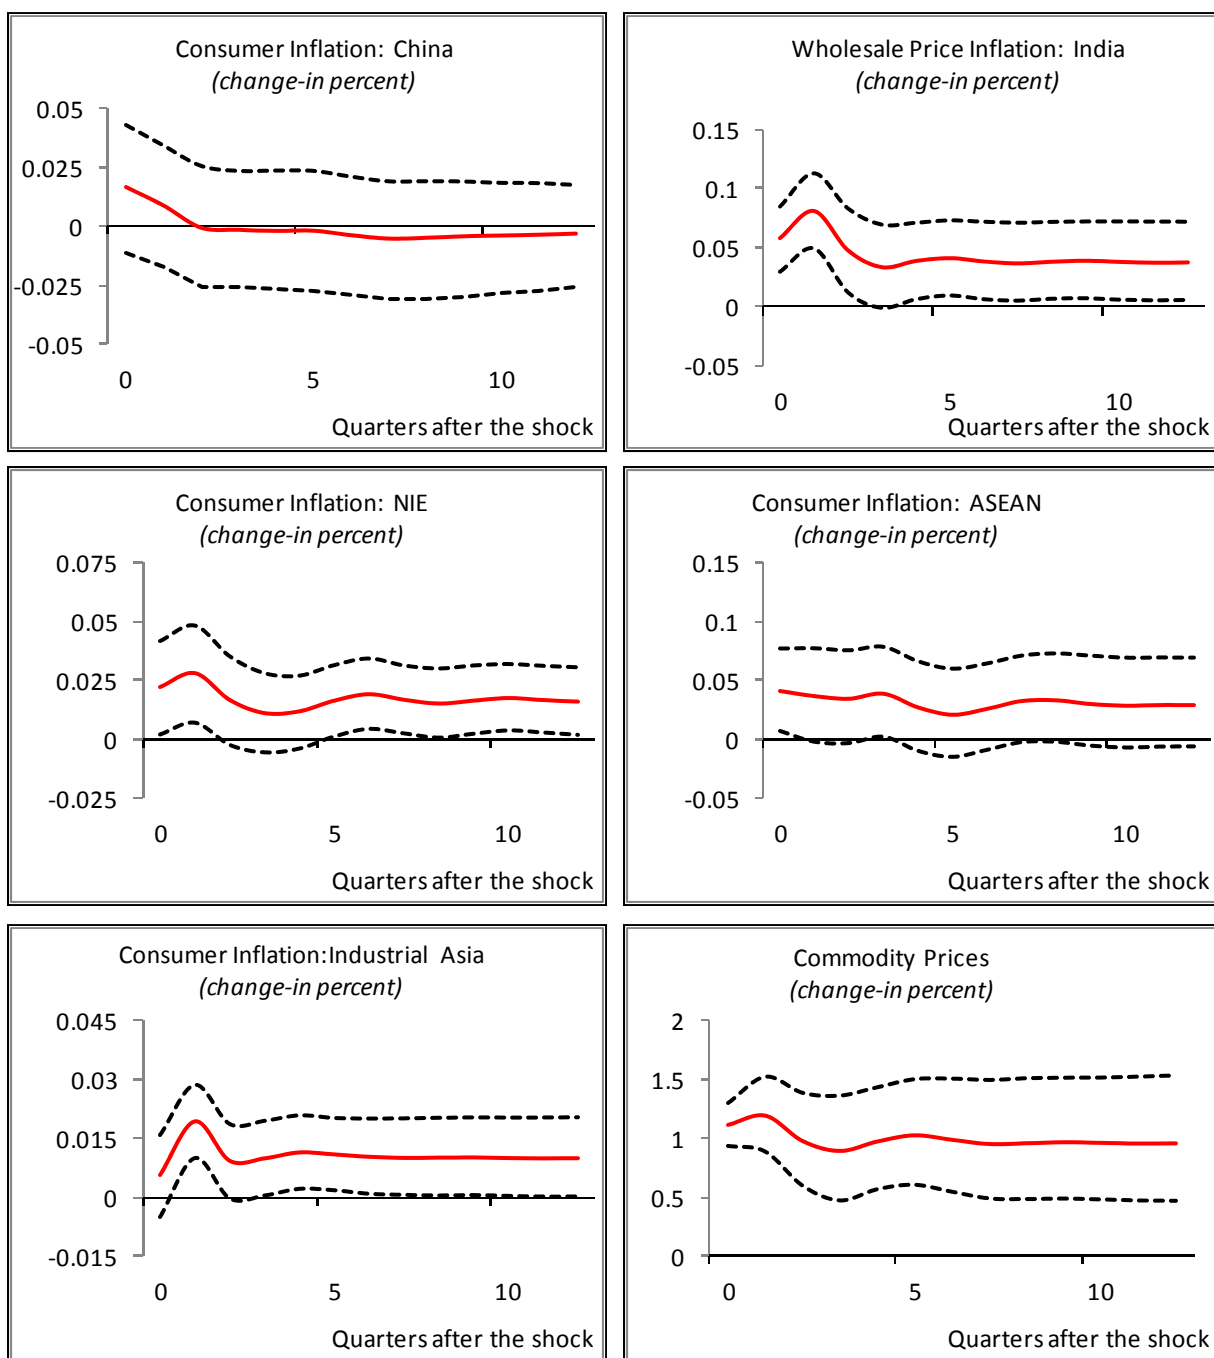 Consumer Inflation: China
(change-in percent)
0.05
0.025
0
-0.025
-0.05
0 5 10
Quarters after the shock
Wholesale Price Inflation: India
(change-in percent)
0.15
0.1
0.05
0
-0.05
0 5 10
Quarters after the shock
Consumer Inflation: NIE
(change-in percent)
0.075
0.05
0.025
0
-0.025
0 5 10
Quarters after the shock
Consumer Inflation: ASEAN
(change-in percent)
0.15
0.1
0.05
0
-0.05
0 5 10
Quarters after the shock
Consumer Inflation:Industrial Asia
(change-in percent)
0.045
0.03
0.015
0
-0.015
0 5 10
Quarters after the shock
Commodity Prices
(change-in percent)
2
1.5
1
0.5
0
0 5 10
Quarters after the shock